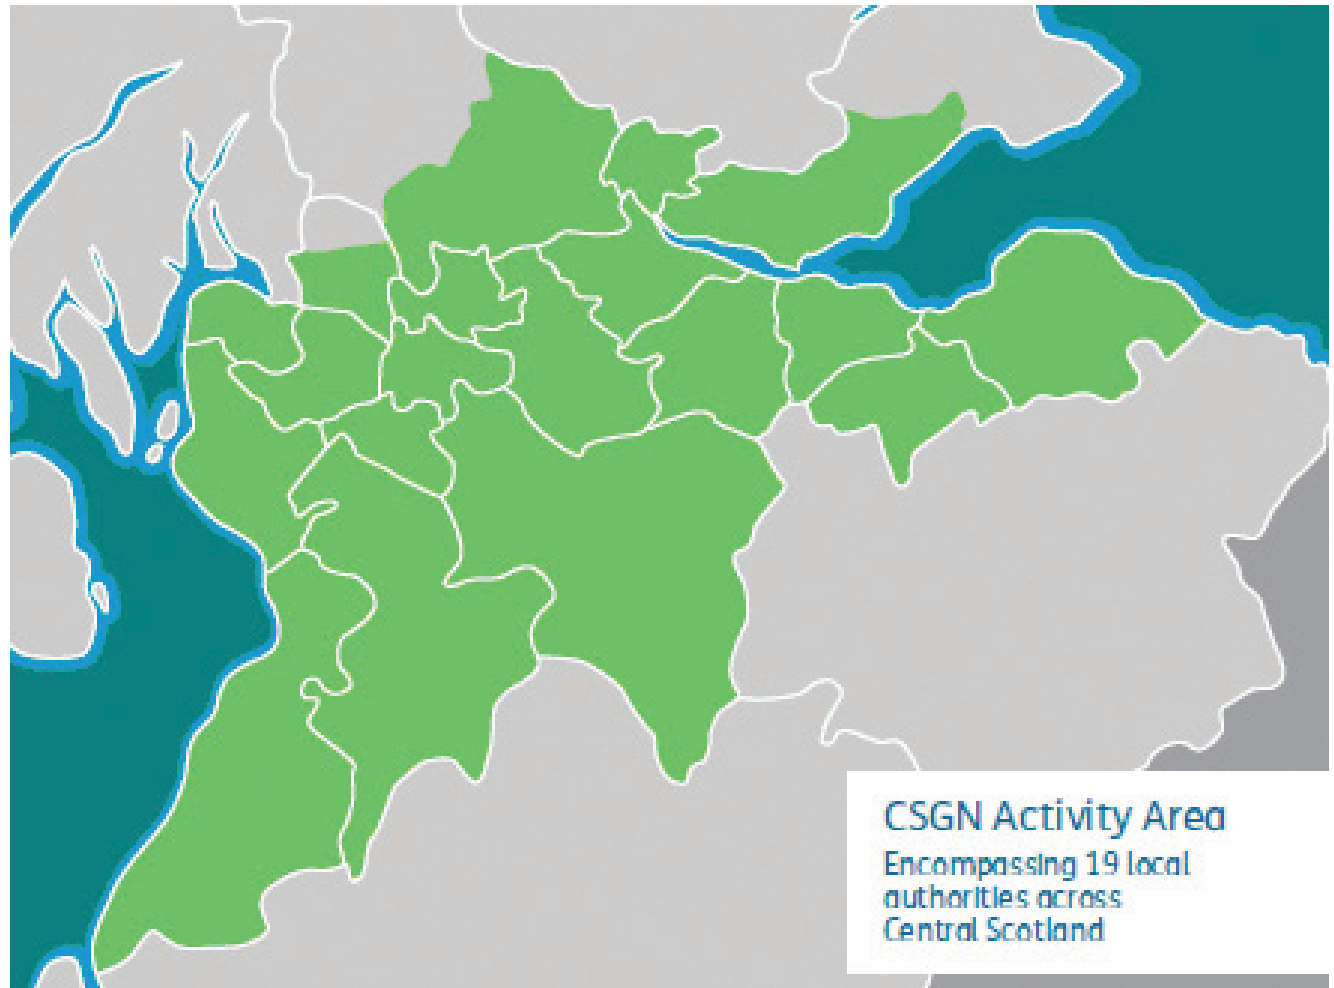 CSGN Activity Area
Encompassing 19 local
authorities across
Central Scotland